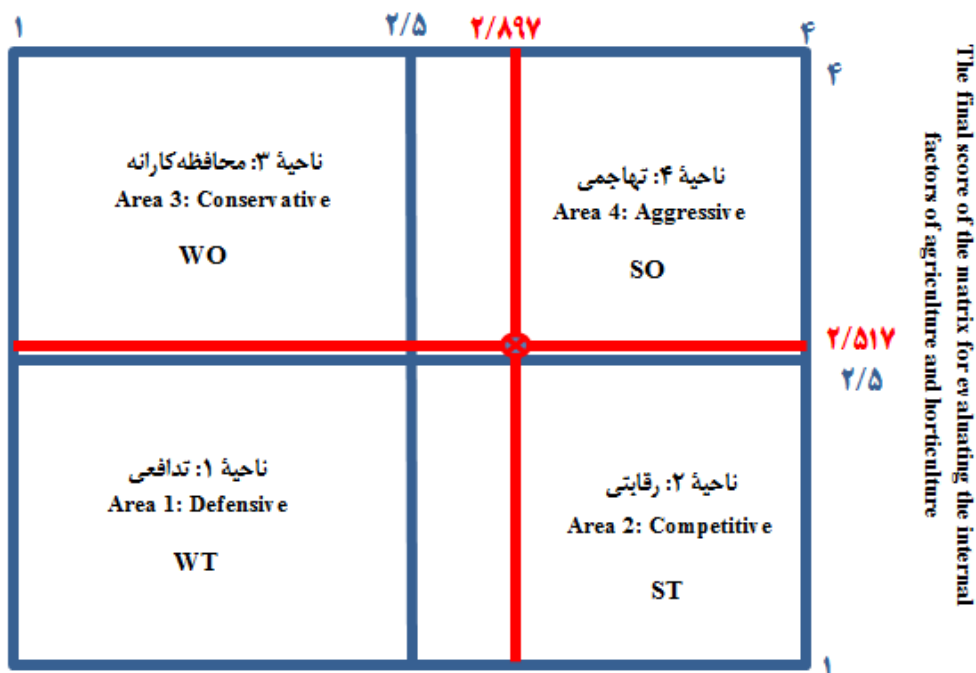 ۱
۲/۵
۲/۸۹۷
۴
۴
ناحیهٔ ۳: محافظه‌کارانه
Area 3: Conservative
WO
ناحیهٔ ۴: تهاجمی
Area 4: Aggressive
SO
۲/۵۱۷
۲/۵
ناحیهٔ ۱: تدافعی
Area 1: Defensive
WT
ناحیهٔ ۲: رقابتی
Area 2: Competitive
ST
۱
The final score of the matrix for evaluating the internal
factors of agriculture and horticulture